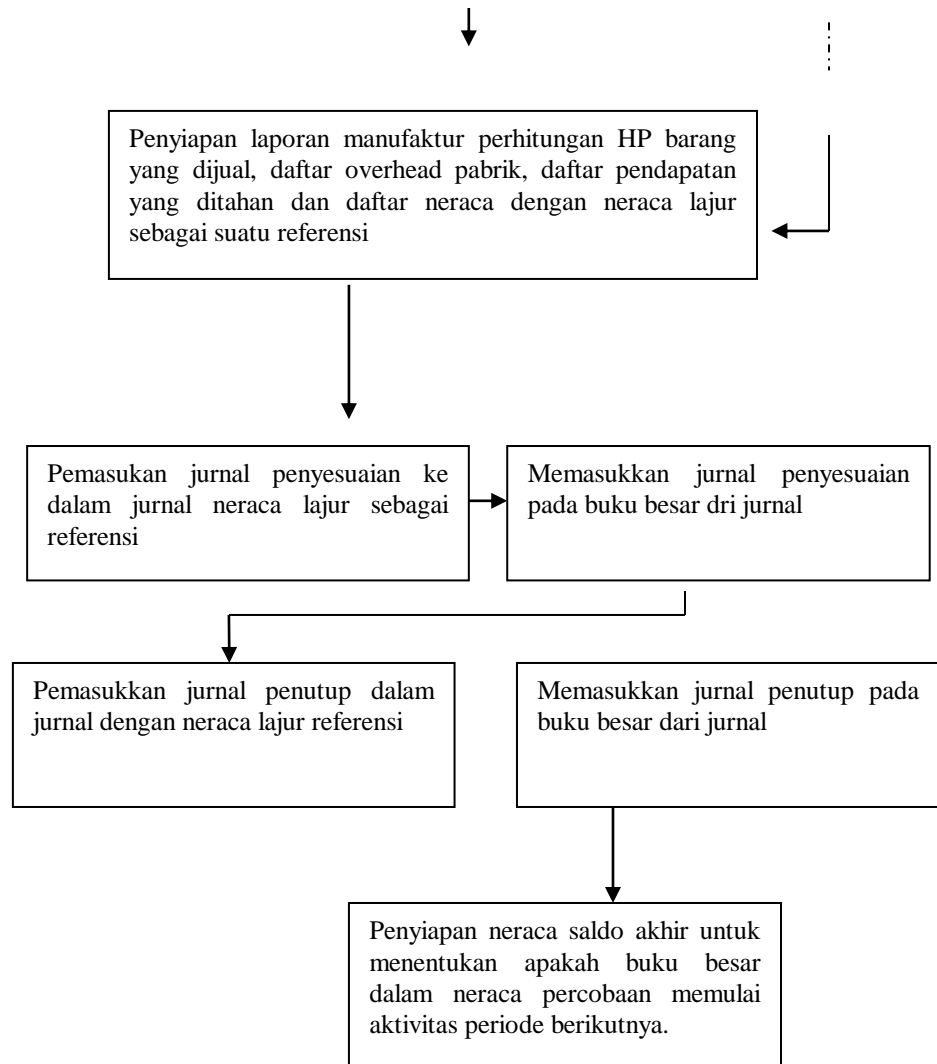 Penyiapan laporan manufaktur perhitungan HP barang
yang dijual, daftar overhead pabrik, daftar pendapatan
yang ditahan dan daftar neraca dengan neraca lajur
sebagai suatu referensi
Pemasukan jurnal penyesuaian ke
dalam jurnal neraca lajur sebagai
referensi
Memasukkan jurnal penyesuaian
pada buku besar dri jurnal
Pemasukkan jurnal penutup dalam
jurnal dengan neraca lajur referensi
Memasukkan jurnal penutup pada
buku besar dari jurnal
Penyiapan neraca saldo akhir untuk
menentukan apakah buku besar
dalam neraca percobaan memulai
aktivitas periode berikutnya.